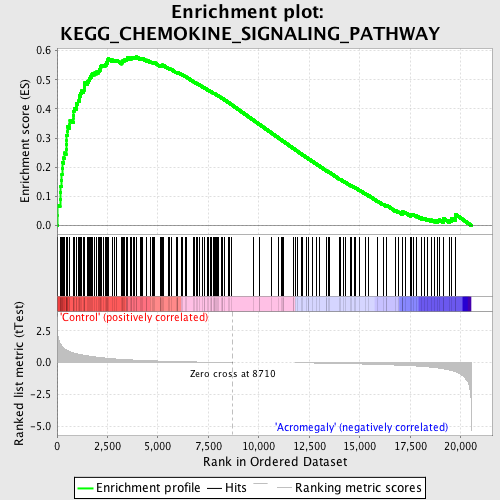 Enrichment plot:
KEGG_CHEMOKINE_SIGNALING_PATHWAY
Enrichment score (ES)
0.6
0.5
0.4
0.3
0.2
0.1
0.0
'Control' (positively correlated)
Ranked list metric (tTest)
2.5
0.0
-2.5
-5.0
Zero cross at 8710
'Acromegaly' (negatively correlated)
0
2,500
5,000
7,500
10,000
12,500
15,000
17,500
20,000
Rank in Ordered Dataset
Enrichment profile
Hits
Ranking metric scores